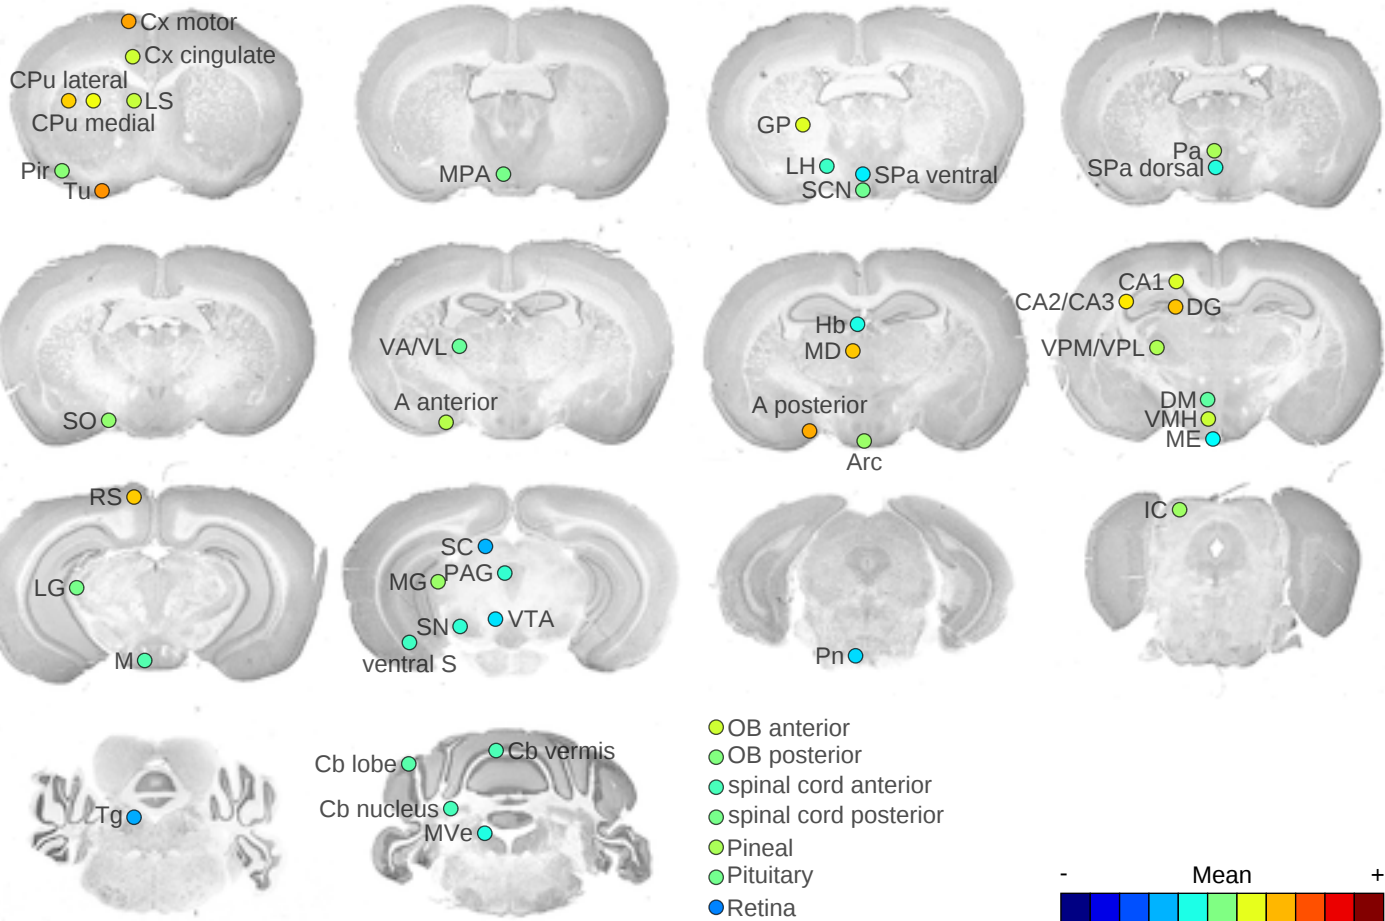 Cx motor
Cx cingulate
CPu lateral
LS
CPu medial
Pir
Tu
MPA
GP
LH
SPa ventral
SCN
Pa
SPa dorsal
SO
VA/VL
A anterior
Hb
MD
A posterior
Arc
CA1
CA2/CA3
DG
VPM/VPL
DM
VMH
ME
RS
LG
M
SC
PAG
MG
VTA
SN
ventral S
Pn
IC
Tg
Cb vermis
Cb lobe
Cb nucleus
MVe
OB anterior
OB posterior
spinal cord anterior
spinal cord posterior
Pineal
Pituitary
Retina
- Mean +